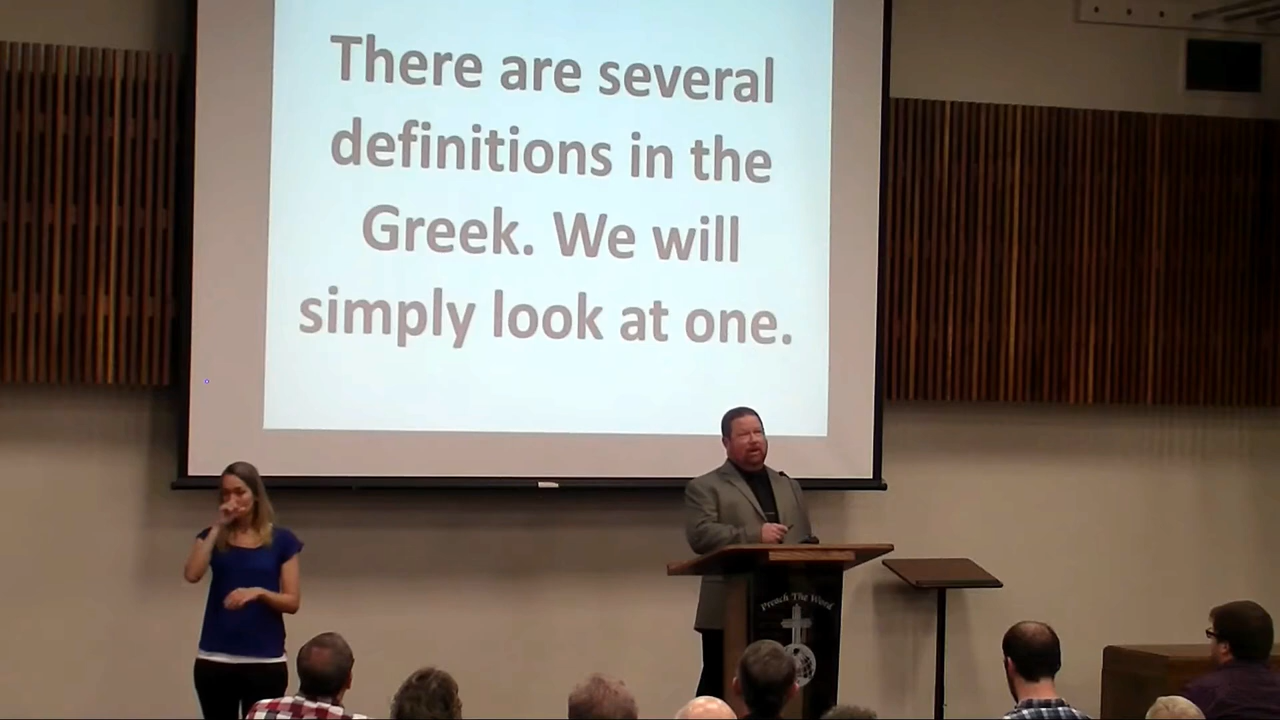 There are several
definitions in the
Greek. We will
simply look at one.
Preach The Word